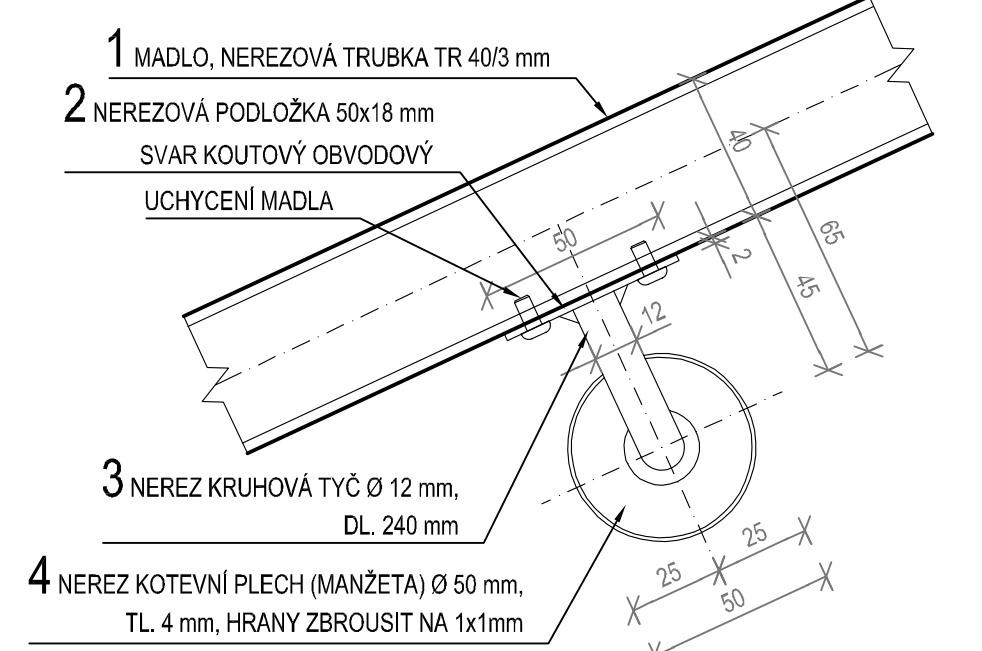 1 MADLO, NEREZOVÁ TRUBKA TR 40/3 mm
2 NEREZOVÁ PODLOŽKA 50x18 mm
SVAR KOUTOVÝ OBVODOVÝ
UCHYCENÍ MADLA
40
65
50
2
45
12
3 NEREZ KRUHOVÁ TYČ Ø 12 mm,
DL. 240 mm
25
25
50
4 NEREZ KOTEVNÍ PLECH (MANŽETA) Ø 50 mm,
TL. 4 mm, HRANY ZBROUSIT NA 1x1mm